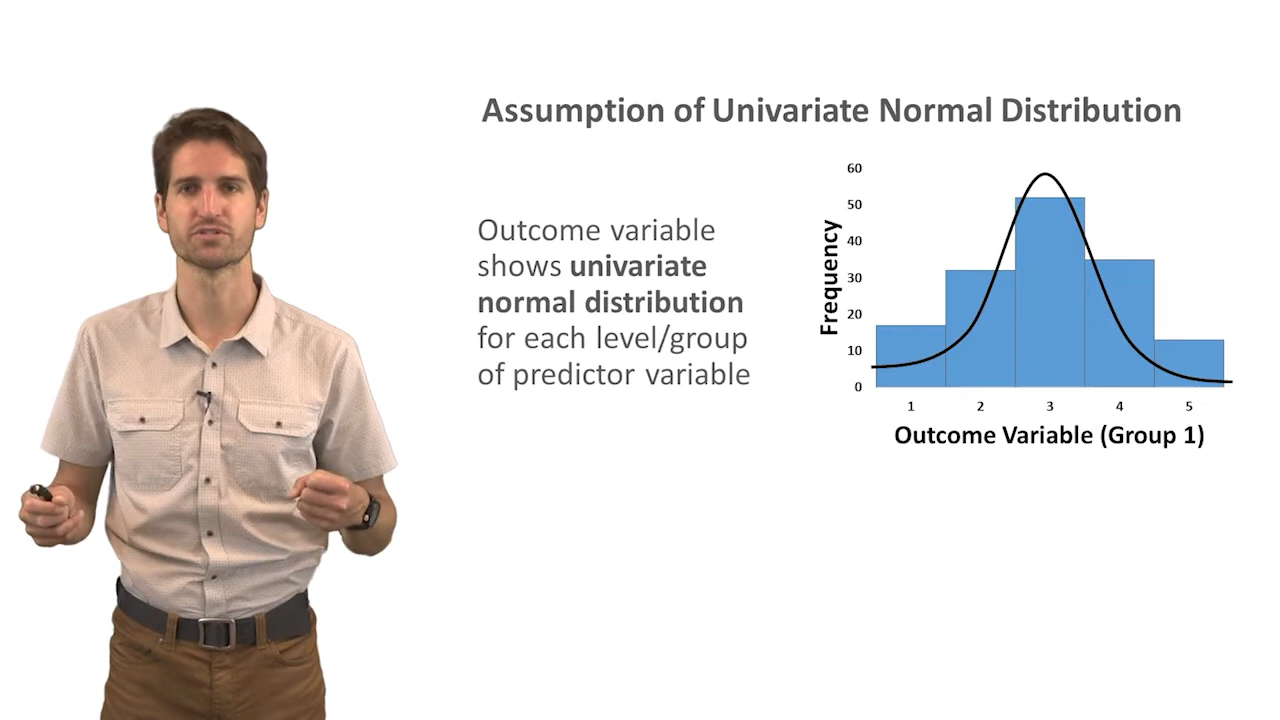 Assumption of Univariate Normal Distribution
Outcome variable
shows univariate
normal distribution
for each level/group
of predictor variable
Frequency
60
50
40
30
20
10
0
1 2 3 4 5
Outcome Variable (Group 1)